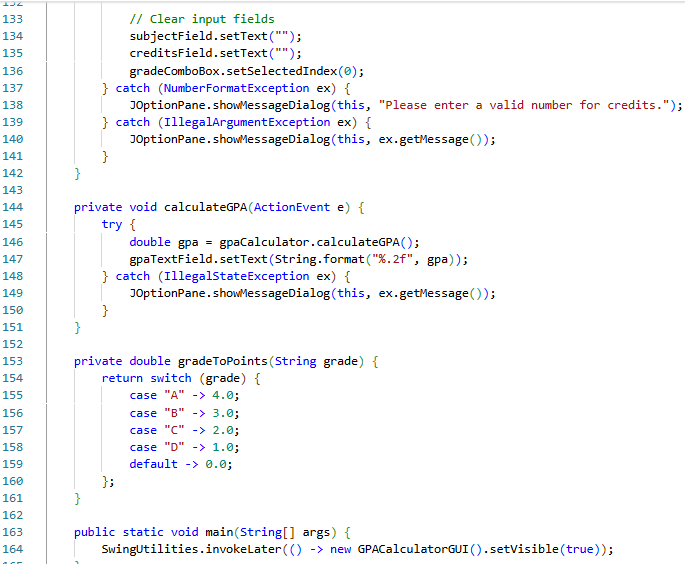 133 // Clear input fields
134 subjectField.setText("");
135 creditsField.setText("");
136 gradeComboBox.setSelectedIndex(0);
137 } catch (NumberFormatException ex) {
138 JOptionPane.showMessageDialog(this, "Please enter a valid number for credits.");
139 } catch (IllegalArgumentException ex) {
140 JOptionPane.showMessageDialog(this, ex.getMessage());
141 }
142 }
143
144 private void calculateGPA(ActionEvent e) {
145 try {
146 double gpa = gpaCalculator.calculateGPA();
147 gpaTextField.setText(String.format("%.2f", gpa));
148 } catch (IllegalStateException ex) {
149 JOptionPane.showMessageDialog(this, ex.getMessage());
150 }
151 }
152
153 private double gradeToPoints(String grade) {
154 return switch (grade) {
155 case "A" -> 4.0;
156 case "B" -> 3.0;
157 case "C" -> 2.0;
158 case "D" -> 1.0;
159 default -> 0.0;
160 };
161 }
162
163 public static void main(String[] args) {
164 SwingUtilities.invokeLater(() -> new GPACalculatorGUI().setVisible(true));